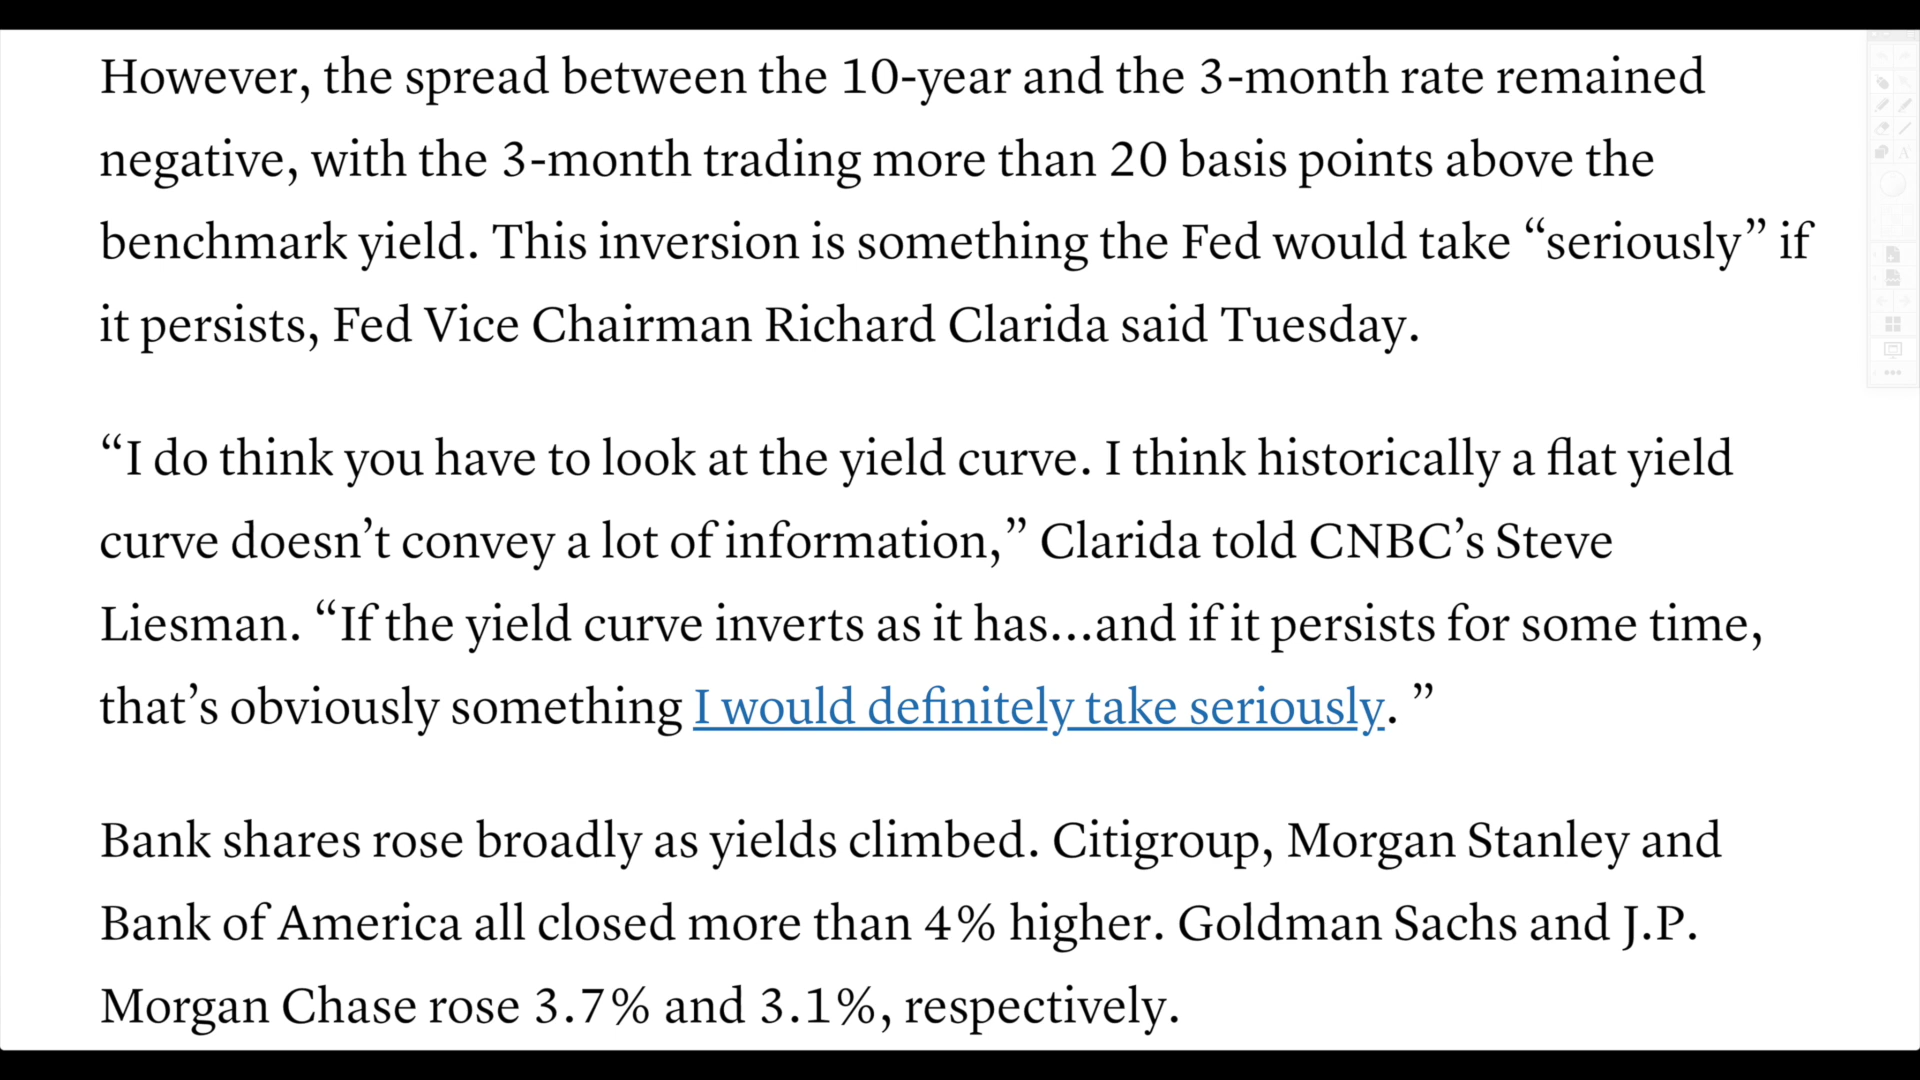 However, the spread between the 10-year and the 3-month rate remained
negative, with the 3-month trading more than 20 basis points above the
benchmark yield. This inversion is something the Fed would take “seriously” if
it persists, Fed Vice Chairman Richard Clarida said Tuesday.
“I do think you have to look at the yield curve. I think historically a flat yield
curve doesn’t convey a lot of information,” Clarida told CNBC’s Steve
Liesman. “If the yield curve inverts as it has...and if it persists for some time,
that’s obviously something I would definitely take seriously. ”
Bank shares rose broadly as yields climbed. Citigroup, Morgan Stanley and
Bank of America all closed more than 4% higher. Goldman Sachs and J.P.
Morgan Chase rose 3.7% and 3.1%, respectively.